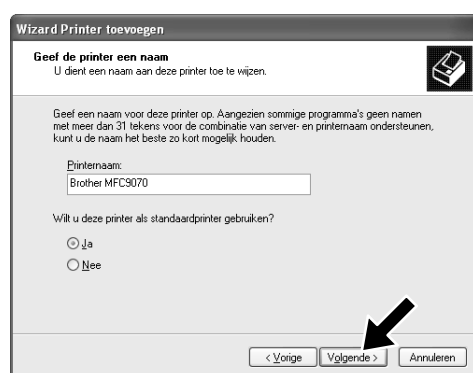 Wizard Printer toevoegen
Geef de printer een naam
U dient een naam aan deze printer toe te wijzen.
Geef een naam voor deze printer op. Aangezien sommige programma's geen namen
met meer dan 31 tekens voor de combinatie van server- en printernaam ondersteunen,
kunt u de naam het beste zo kort mogelijk houden.
Printernaam:
Brother MFC9070
Wilt u deze printer als standaardprinter gebruiken?
Ja
Nee
< Vorige
Volgende >
Annuleren